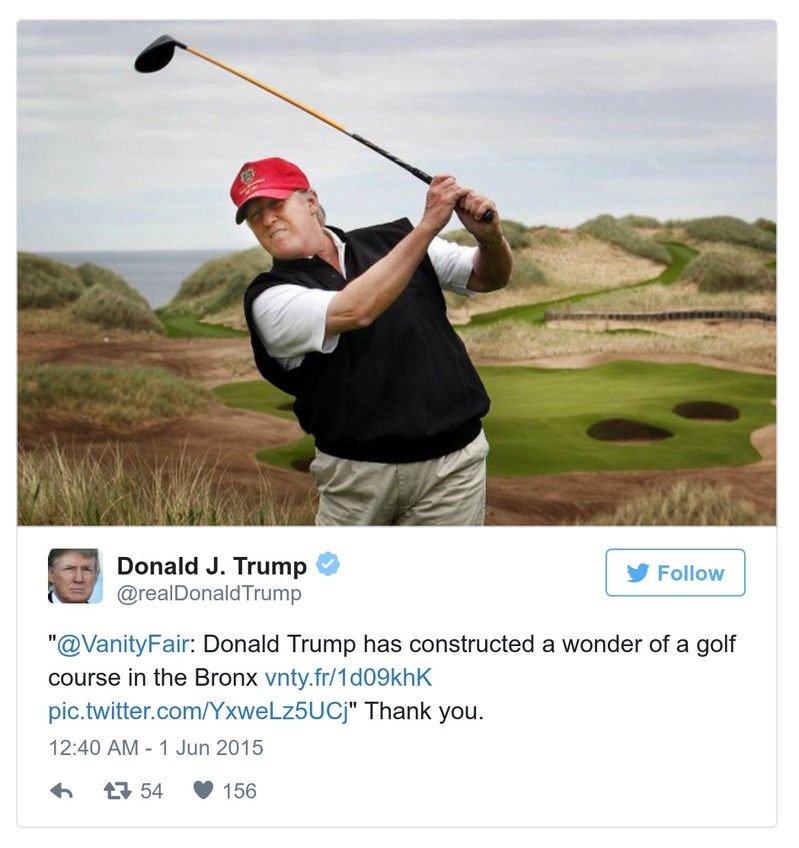 Donald J. Trump
@realDonaldTrump
Follow
"@VanityFair: Donald Trump has constructed a wonder of a golf
course in the Bronx vnty.fr/1d09khK
pic.twitter.com/YxweLz5UCj" Thank you.
12:40 AM - 1 Jun 2015
54 156